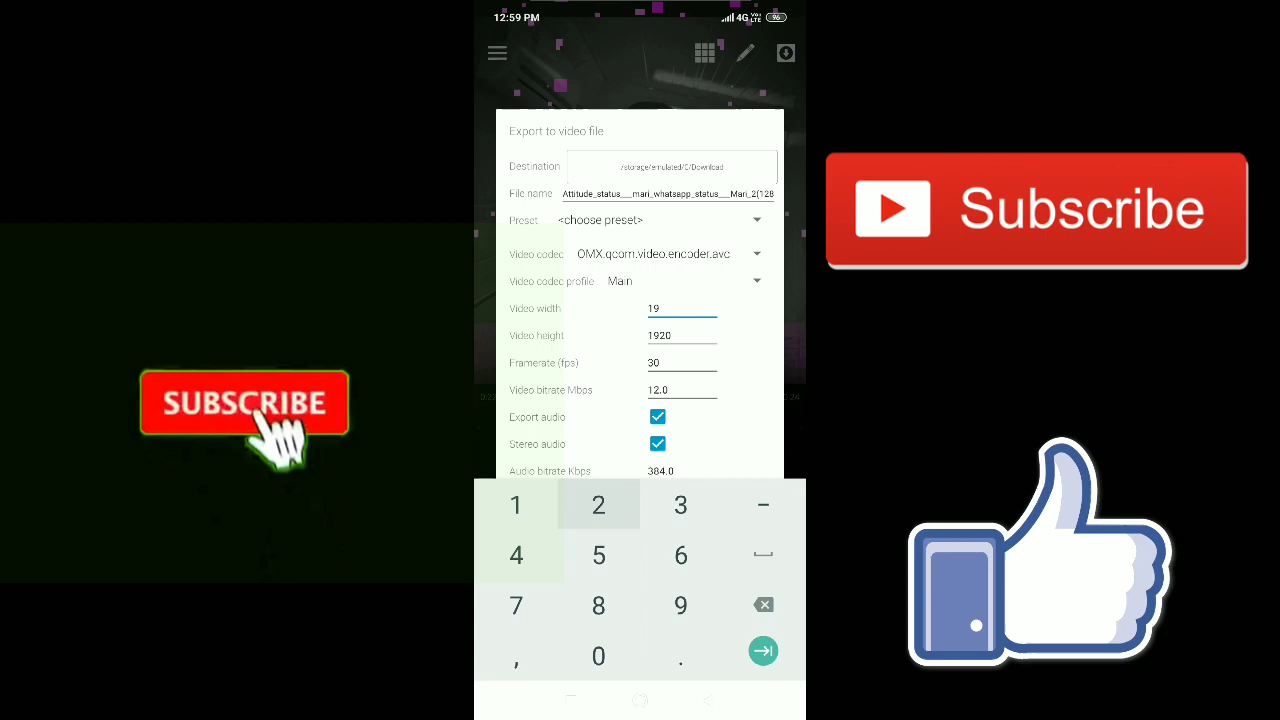 12:59 PM
4G Vo LTE 96
Export to video file
Destination /storage/emulated/0/Download
File name Attitude_status___mari_whatsapp_status___Mari_2(128
Preset <choose preset>
Video codec OMX.qcom.video.encoder.avc
Video codec profile Main
Video width 19
Video height 1920
Framerate (fps) 30
Video bitrate Mbps 12.0
Export audio
Stereo audio
Audio bitrate Kbps 384.0
1 2 3 -
4 5 6
7 8 9
, 0 .
SUBSCRIBE
Subscribe